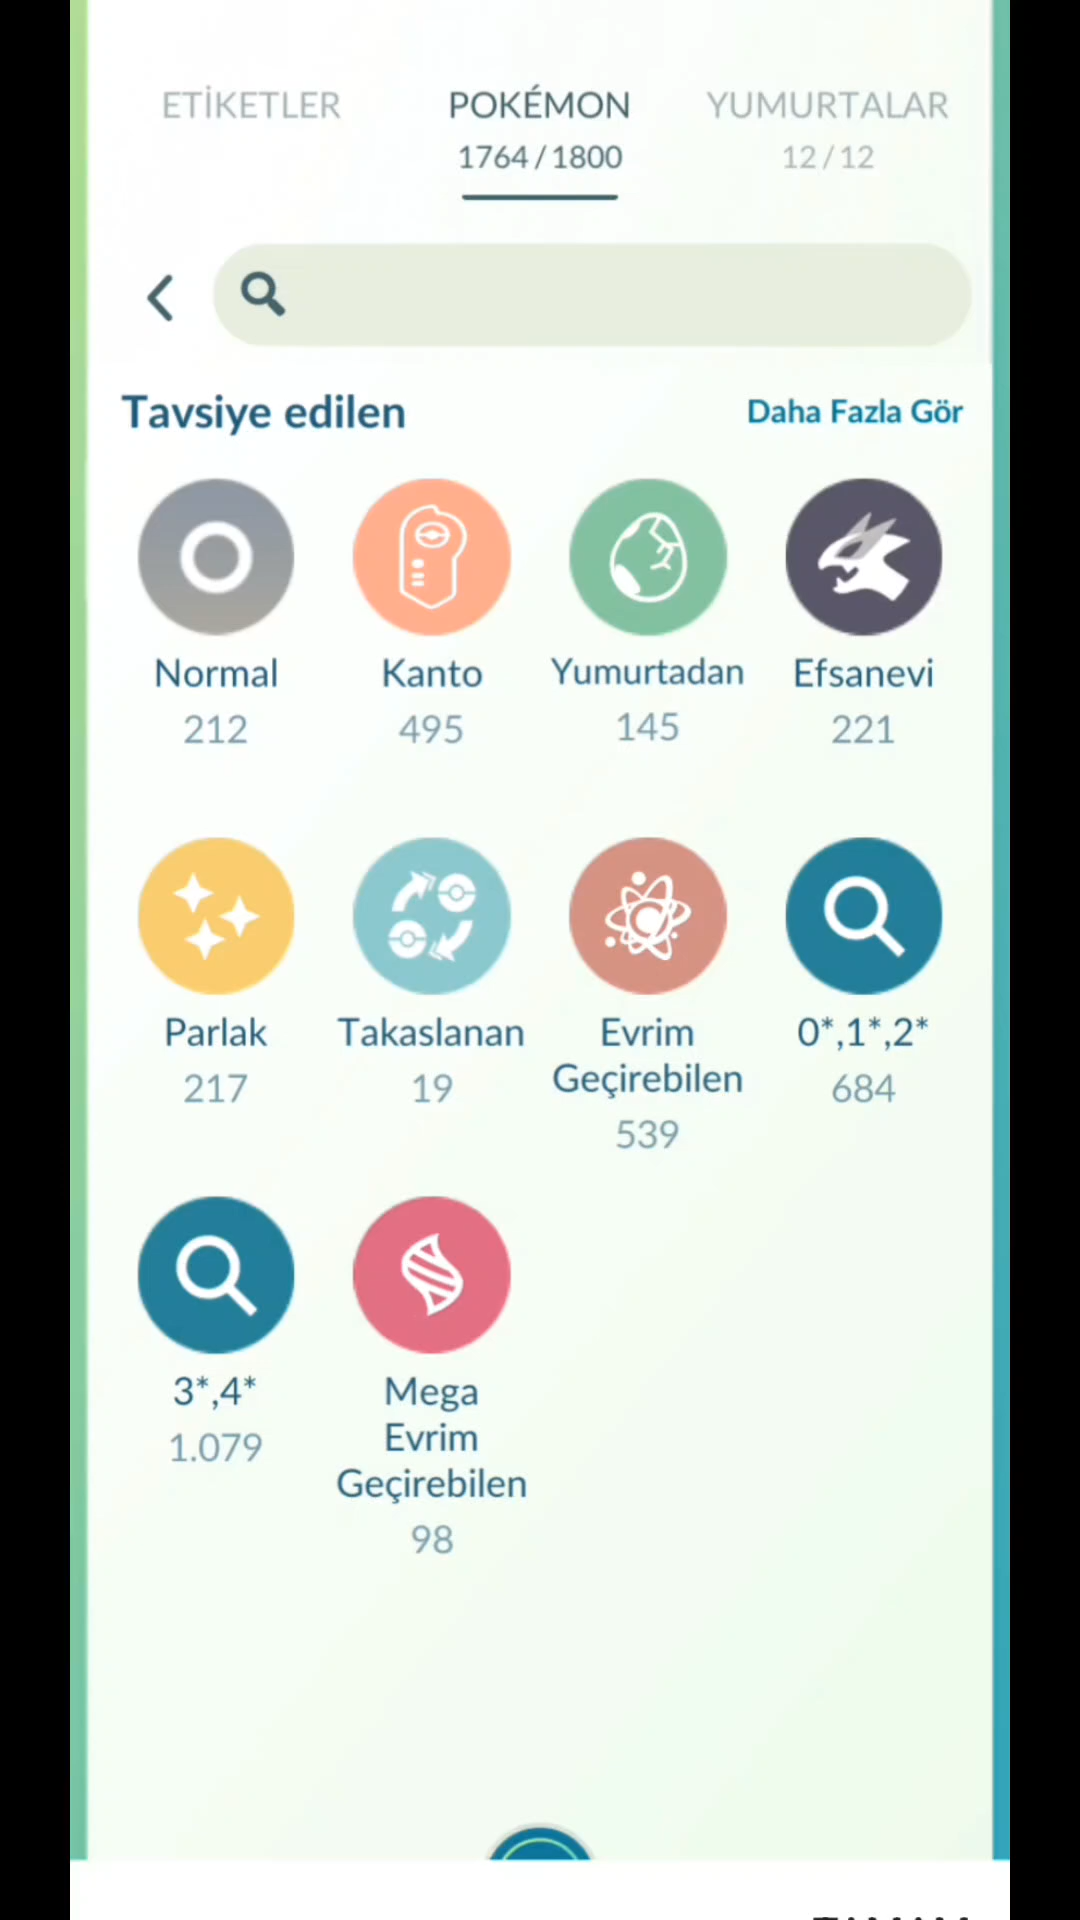 ETİKETLER POKÉMON YUMURTALAR
1764 / 1800 12 / 12
Tavsiye edilen Daha Fazla Gör
Normal Kanto Yumurtadan Efsanevi
212 495 145 221
Parlak Takaslanan Evrim Geçirebilen 0*,1*,2*
217 19 539 684
3*,4* Mega Evrim Geçirebilen
1.079 98